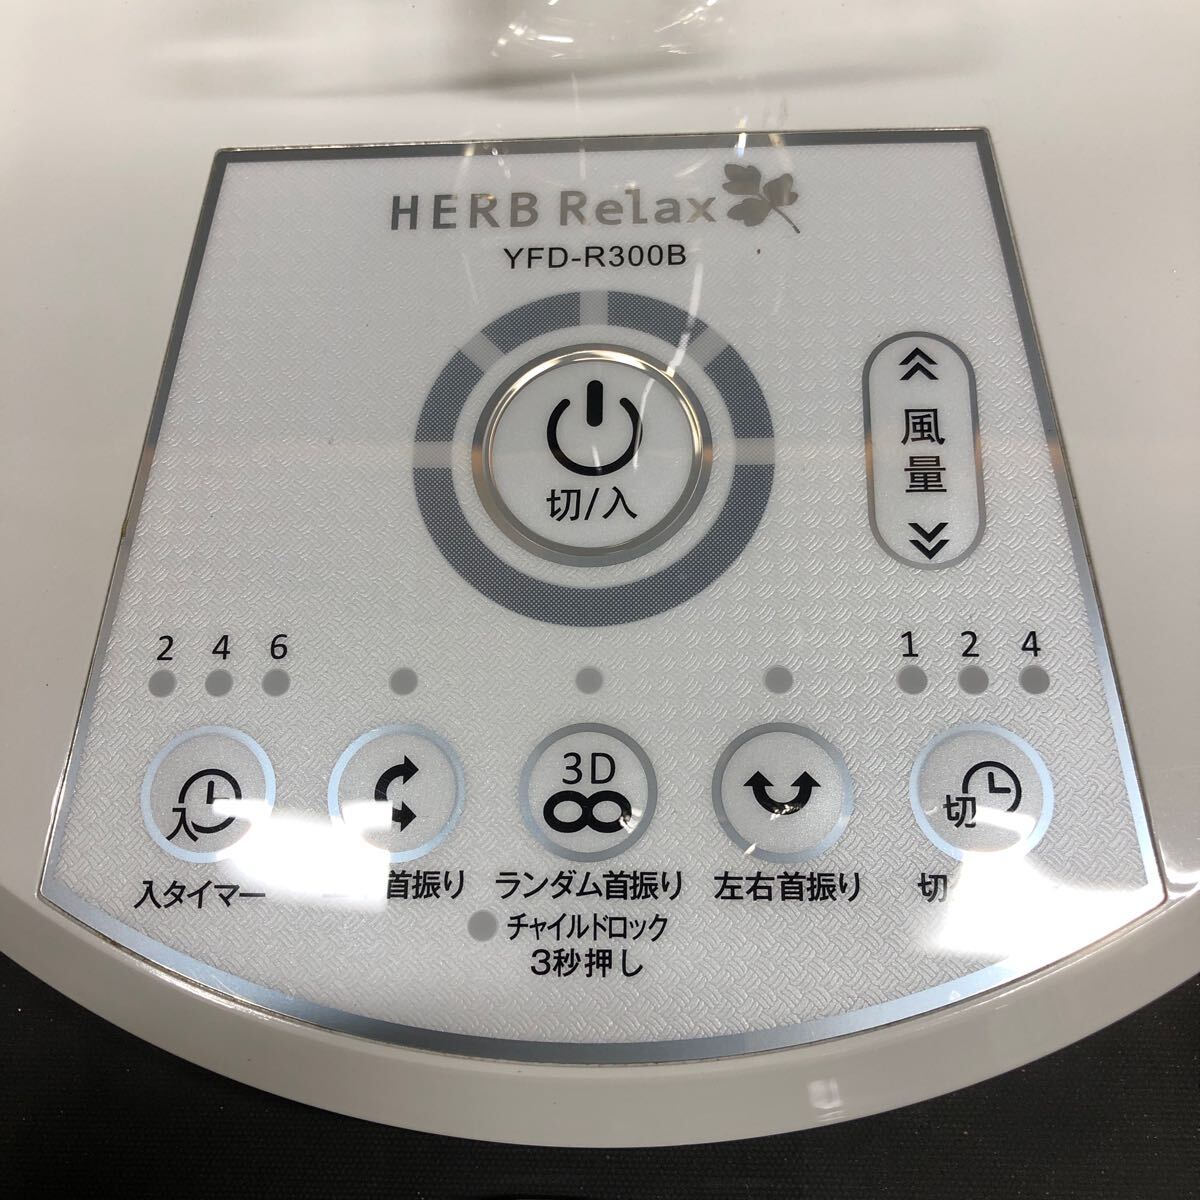 HERB Relax
YFD-R300B
切/入
風量
2 4 6
1 2 4
入
3D
切
入タイマー
首振り
ランダム首振り
左右首振り
切
チャイルドロック
3秒押し